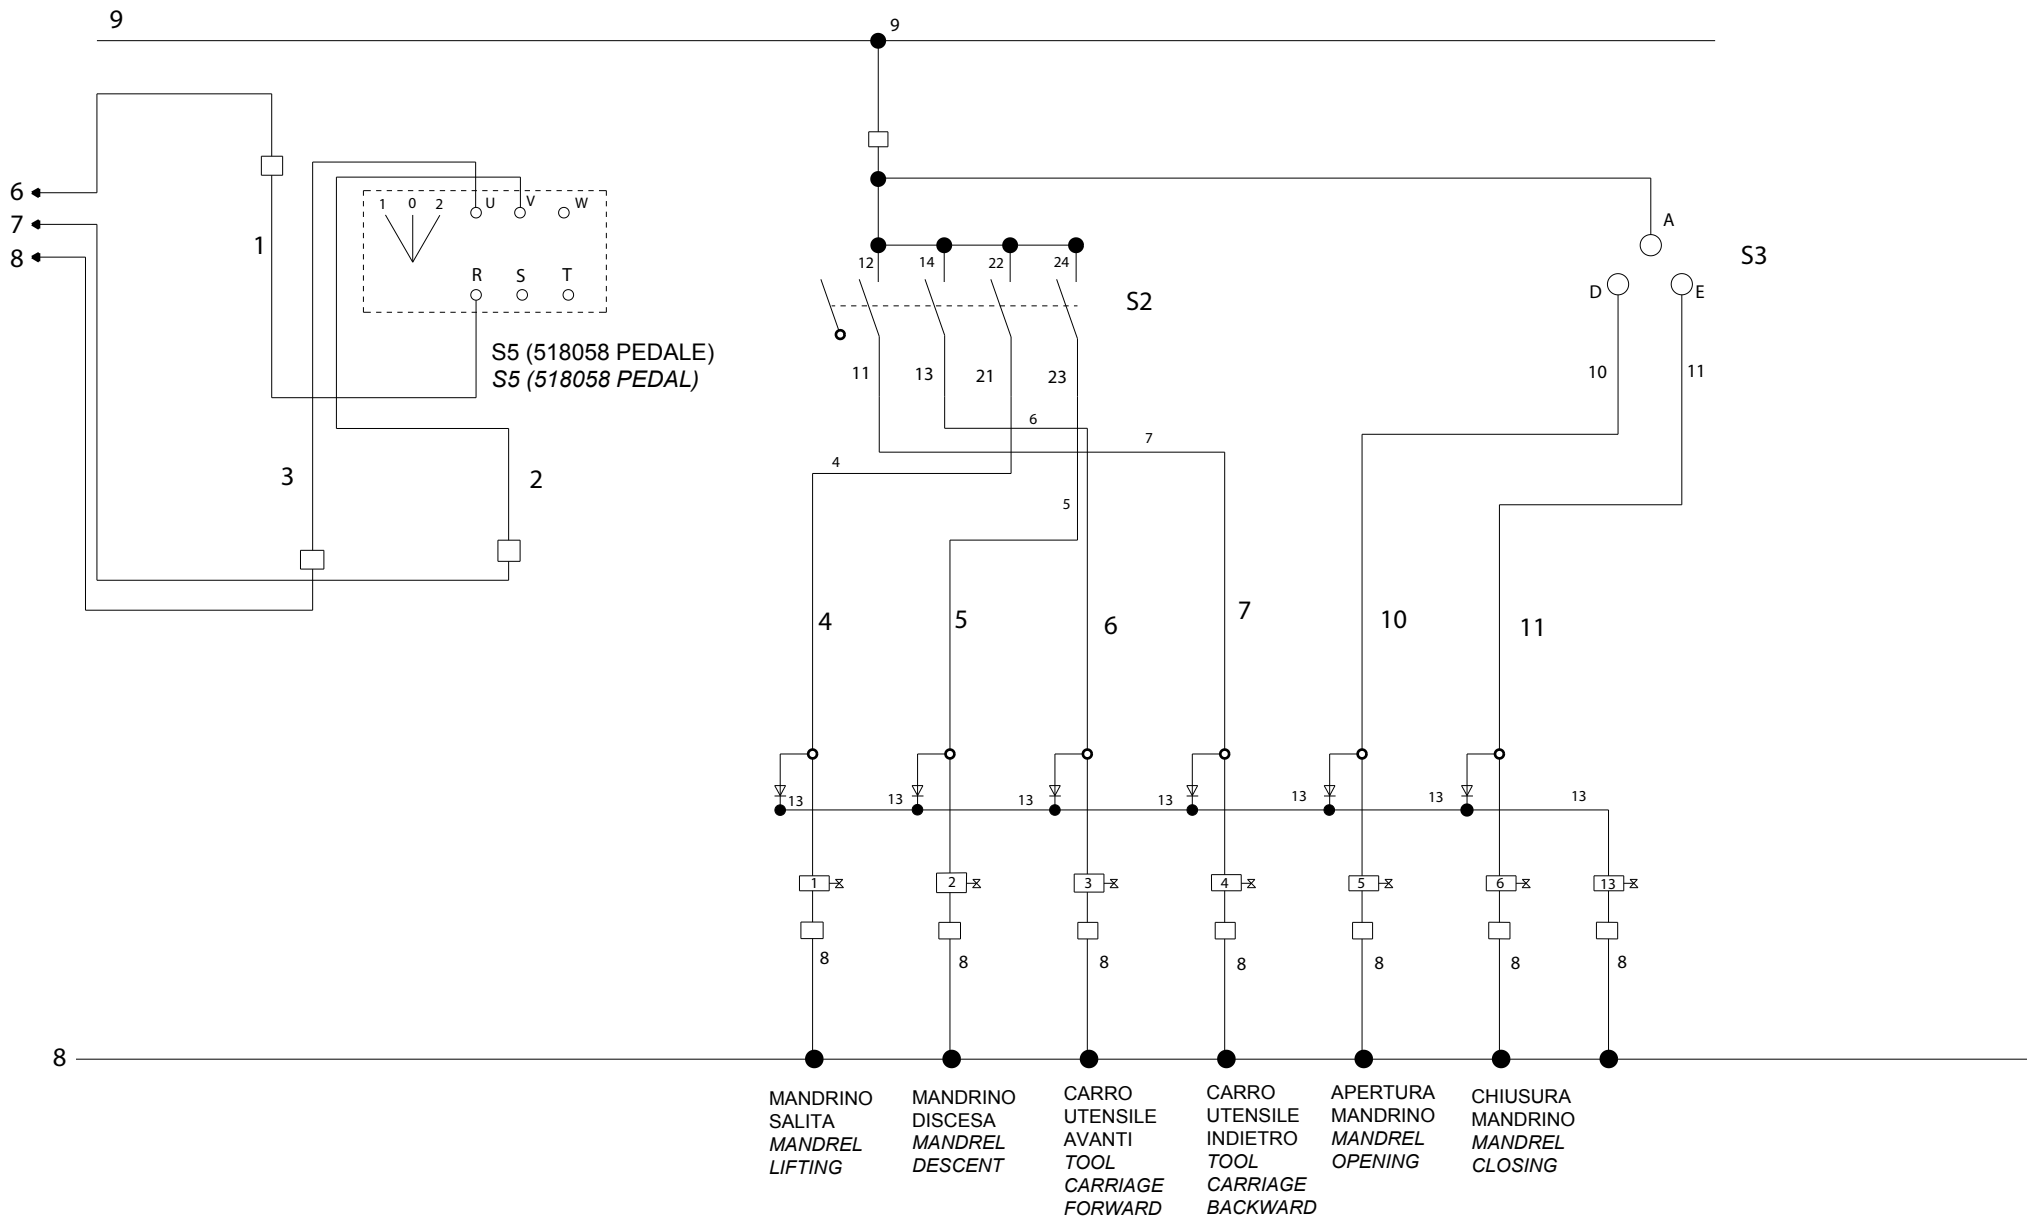 9
9
6
7
8
1
1 0 2
U V W
R S T
S5 (518058 PEDALE)
S5 (518058 PEDAL)
3
2
12 14 22 24
S2
11 13 21 23
6
7
4
5
A
S3
D E
10 11
4 5 6 7 10 11
13 13 13 13 13 13 13
1 2 3 4 5 6 13
8 8 8 8 8 8 8
8
MANDRINO
SALITA
MANDREL
LIFTING
MANDRINO
DISCESA
MANDREL
DESCENT
CARRO
UTENSILE
AVANTI
TOOL
CARRIAGE
FORWARD
CARRO
UTENSILE
INDIETRO
TOOL
CARRIAGE
BACKWARD
APERTURA
MANDRINO
MANDREL
OPENING
CHIUSURA
MANDRINO
MANDREL
CLOSING